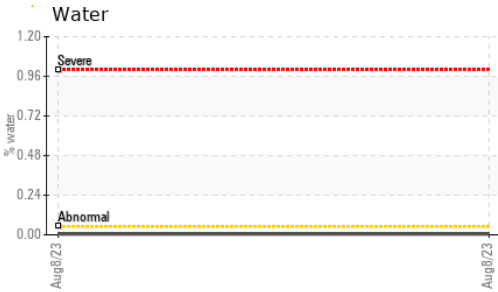 Water
1.20
Severe
0.96
0.72
% water
0.48
0.24
Abnormal
0.00
Aug8/23
Aug8/23